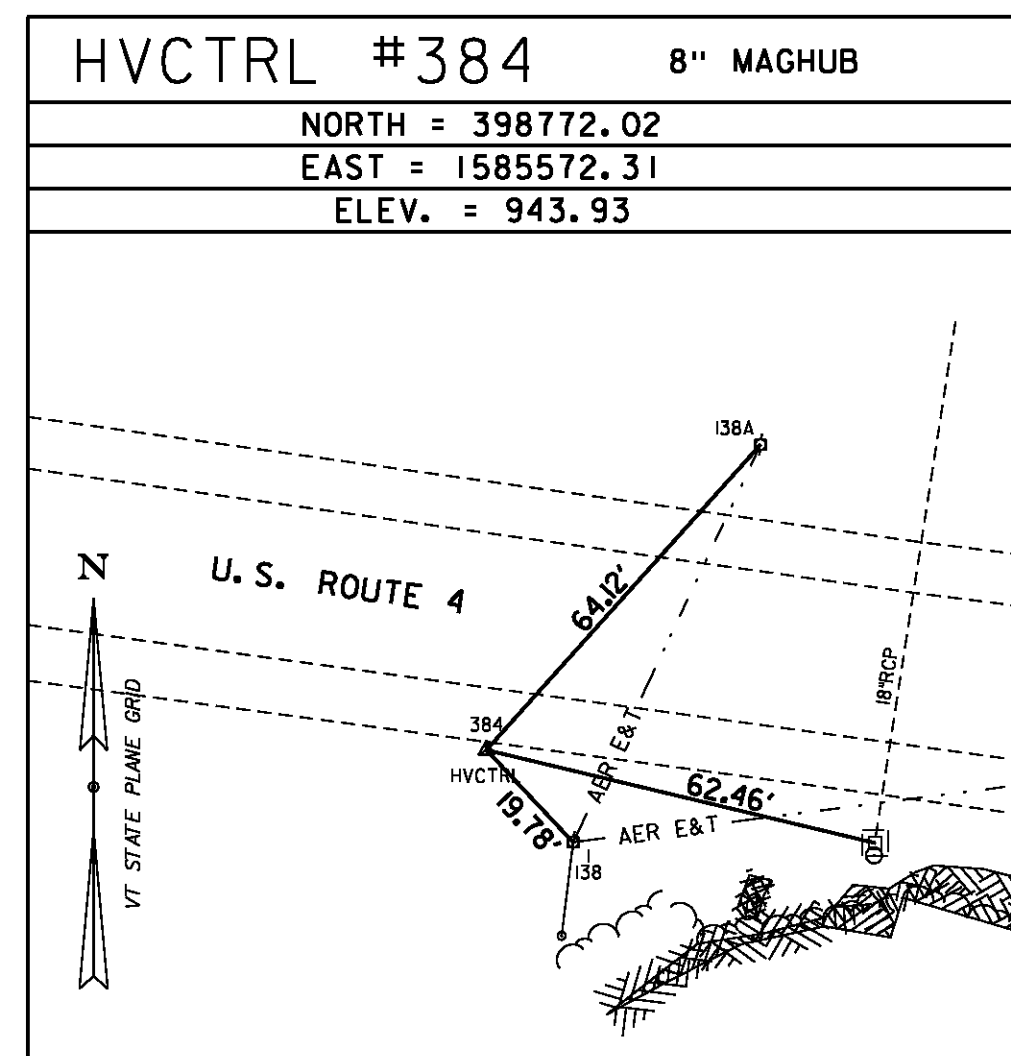 HVCTRL #384 8" MAGHUB
NORTH = 398772.02
EAST = 1585572.31
ELEV. = 943.93
138A
N
U.S. ROUTE 4
64.12'
18"RCP
VT STATE PLANE GRID
384
HVCTRL
AER E&T
62.46'
19.78'
AER E&T
138